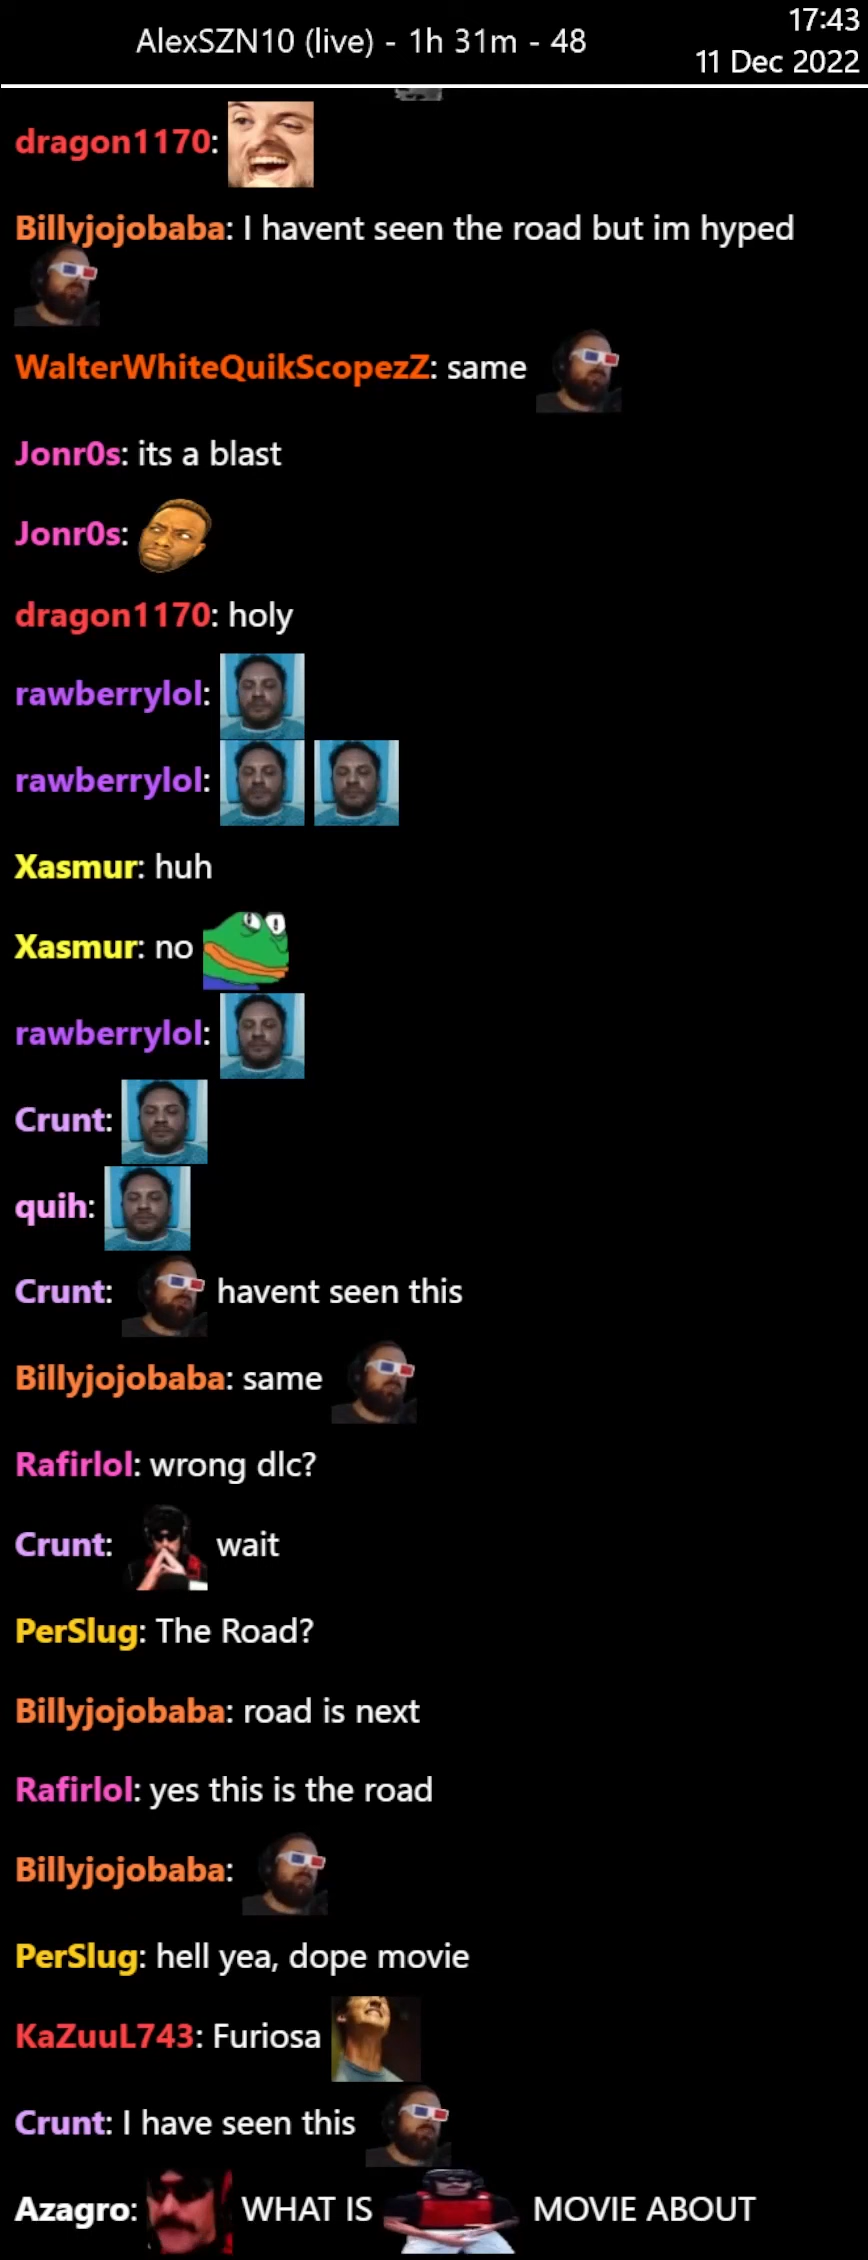 AlexSZN10 (live) - 1h 31m - 48
17:43
11 Dec 2022
dragon1170:
Billyjojobaba: I havent seen the road but im hyped
WalterWhiteQuikScopezZ: same
Jonr0s: its a blast
Jonr0s:
dragon1170: holy
rawberrylol:
rawberrylol:
Xasmur: huh
Xasmur: no
rawberrylol:
Crunt:
quih:
Crunt: havent seen this
Billyjojobaba: same
Rafirlol: wrong dlc?
Crunt: wait
PerSlug: The Road?
Billyjojobaba: road is next
Rafirlol: yes this is the road
Billyjojobaba:
PerSlug: hell yea, dope movie
KaZuuL743: Furiosa
Crunt: I have seen this
Azagro: WHAT IS MOVIE ABOUT